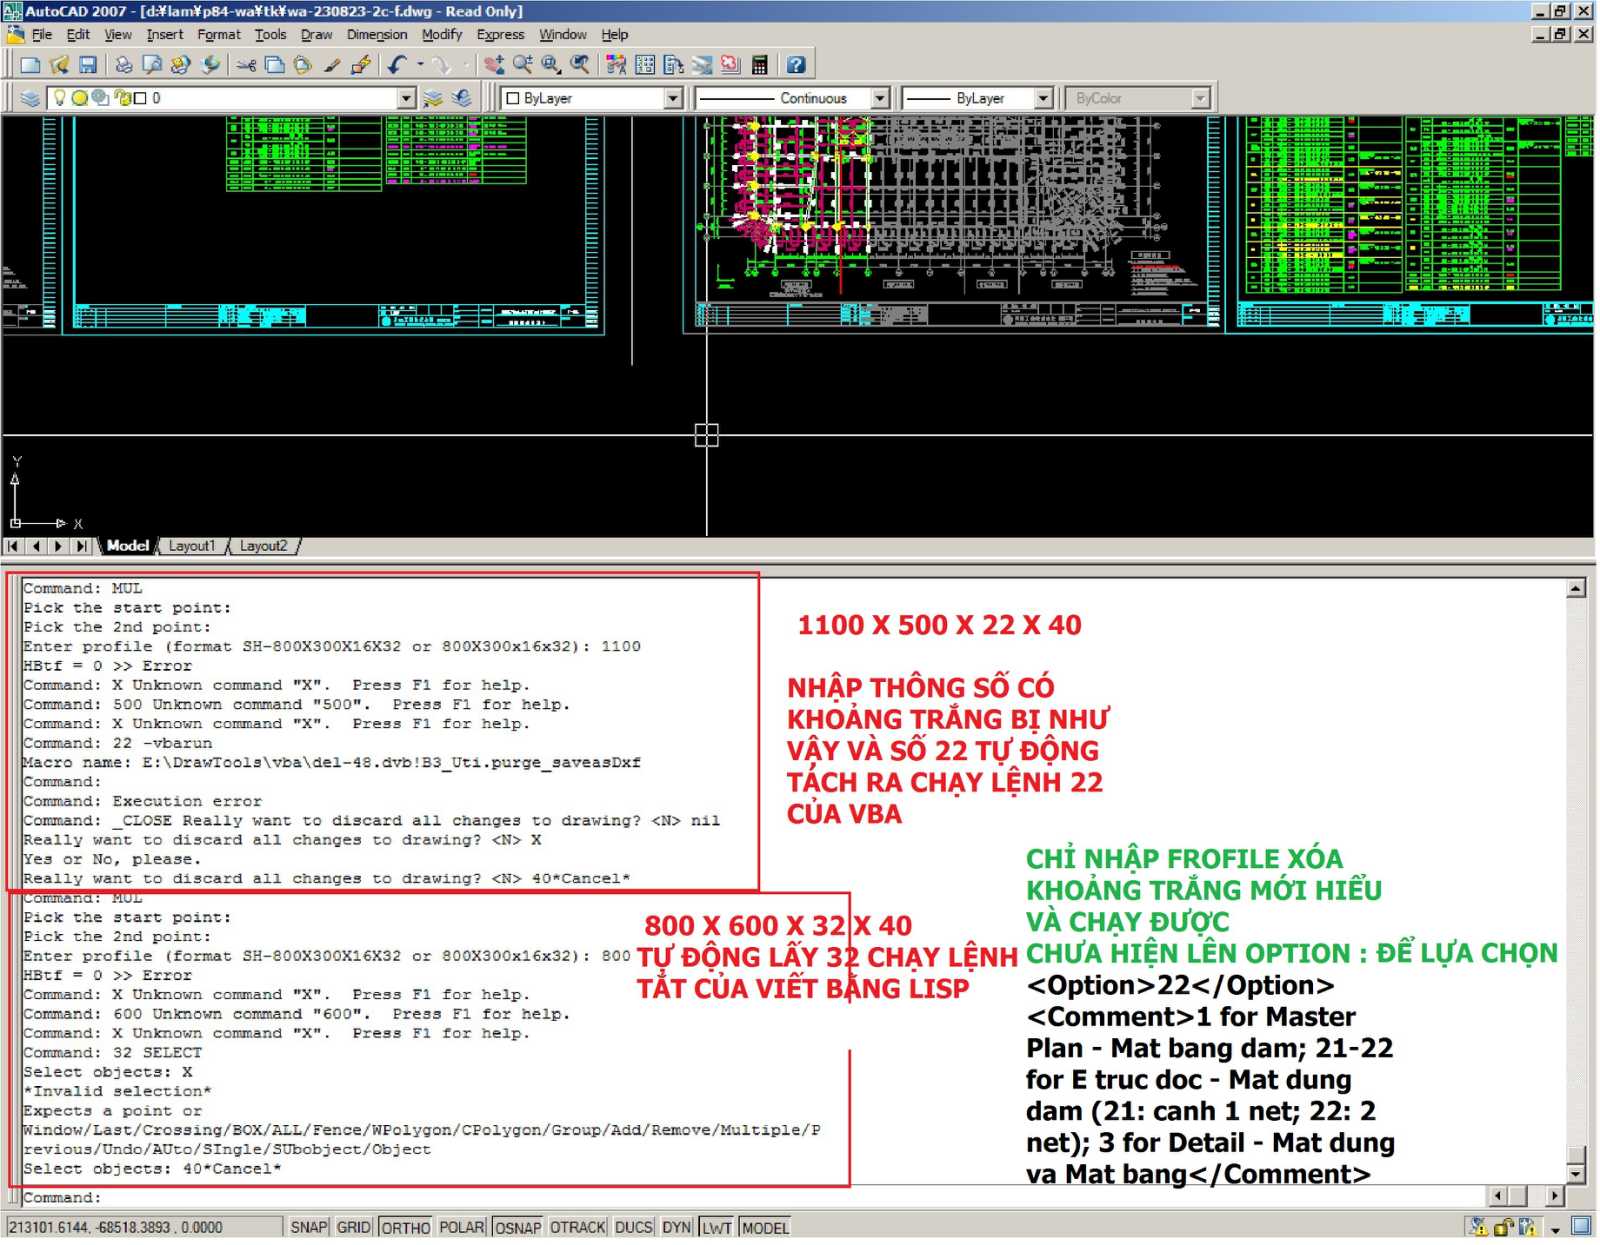 AutoCAD 2007 - [d:¥lam¥p84-wa¥tk¥wa-230823-2c-f.dwg - Read Only]
File Edit View Insert Format Tools Draw Dimension Modify Express Window Help
0 ByLayer Continuous ByLayer ByColor
Y
X
Model Layout1 Layout2
Command: MUL
Pick the start point:
Pick the 2nd point:
Enter profile (format SH-800X300X16X32 or 800X300x16x32): 1100
HBtf = 0 >> Error
Command: X Unknown command "X".  Press F1 for help.
Command: 500 Unknown command "500".  Press F1 for help.
Command: X Unknown command "X".  Press F1 for help.
Command: 22 -vbarun
Macro name: E:\DrawTools\vba\del-48.dvb!B3_Uti.purge_saveasDxf
Command:
Command: Execution error
Command: _CLOSE Really want to discard all changes to drawing? <N> nil
Really want to discard all changes to drawing? <N> X
Yes or No, please.
Really want to discard all changes to drawing? <N> 40*Cancel*
1100 X 500 X 22 X 40
NHẬP THÔNG SỐ CÓ
KHOẢNG TRẮNG BỊ NHƯ
VẬY VÀ SỐ 22 TỰ ĐỘNG
TÁCH RA CHẠY LỆNH 22
CỦA VBA
Command: MUL
Pick the start point:
Pick the 2nd point:
Enter profile (format SH-800X300X16X32 or 800X300x16x32): 800
HBtf = 0 >> Error
Command: X Unknown command "X".  Press F1 for help.
Command: 600 Unknown command "600".  Press F1 for help.
Command: X Unknown command "X".  Press F1 for help.
Command: 32 SELECT
Select objects: X
*Invalid selection*
Expects a point or
Window/Last/Crossing/BOX/ALL/Fence/WPolygon/CPolygon/Group/Add/Remove/Multiple/P
revious/Undo/AUto/SIngle/SUbobject/Object
Select objects: 40*Cancel*
800 X 600 X 32 X 40
TỰ ĐỘNG LẤY 32 CHẠY LỆNH
TẮT CỦA VIẾT BẰNG LISP
CHỈ NHẬP FROFILE XÓA
KHOẢNG TRẮNG MỚI HIỂU
VÀ CHẠY ĐƯỢC
CHƯA HIỆN LÊN OPTION : ĐỂ LỰA CHỌN
<Option>22</Option>
<Comment>1 for Master
Plan - Mat bang dam; 21-22
for E truc doc - Mat dung
dam (21: canh 1 net; 22: 2
net); 3 for Detail - Mat dung
va Mat bang</Comment>
Command:
213101.6144, -68518.3893 , 0.0000 SNAP GRID ORTHO POLAR OSNAP OTRACK DUCS DYN LWT MODEL